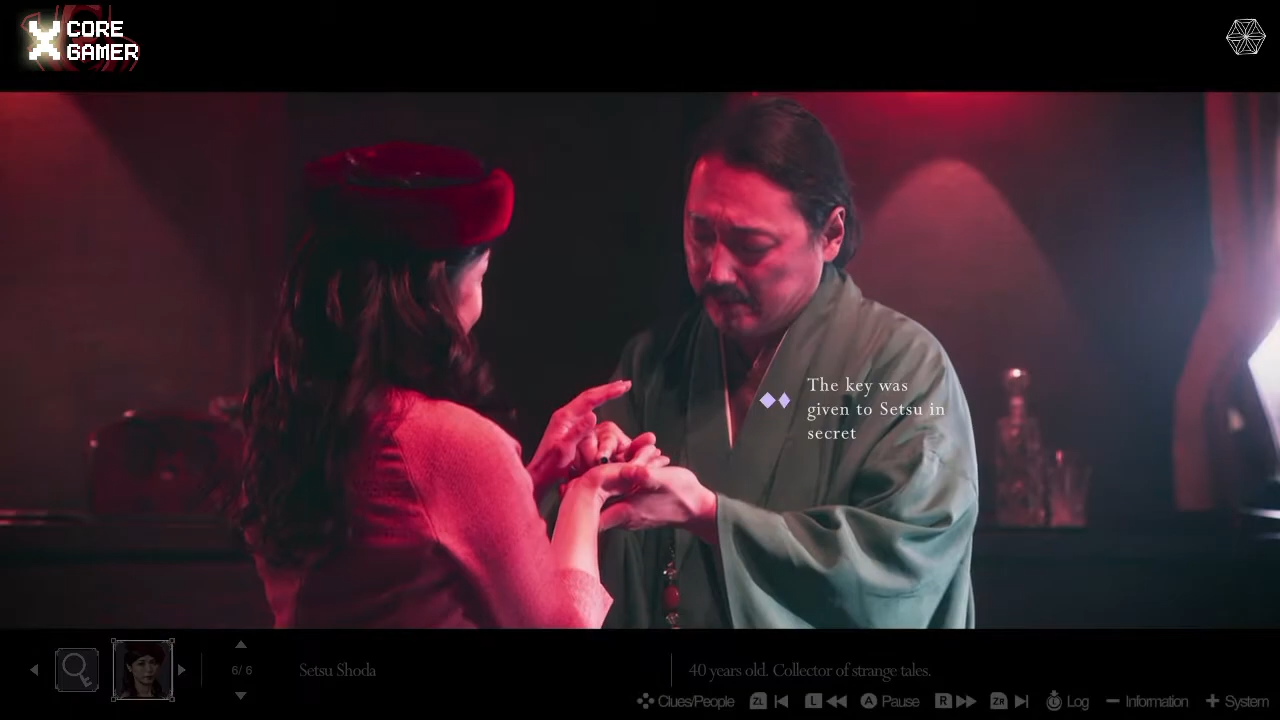 CORE
GAMER
The key was
given to Setsu in
secret
6/ 6
Setsu Shoda
40 years old. Collector of strange tales.
Clues/People
ZL
L
A Pause
R
ZR
Log
Information
System